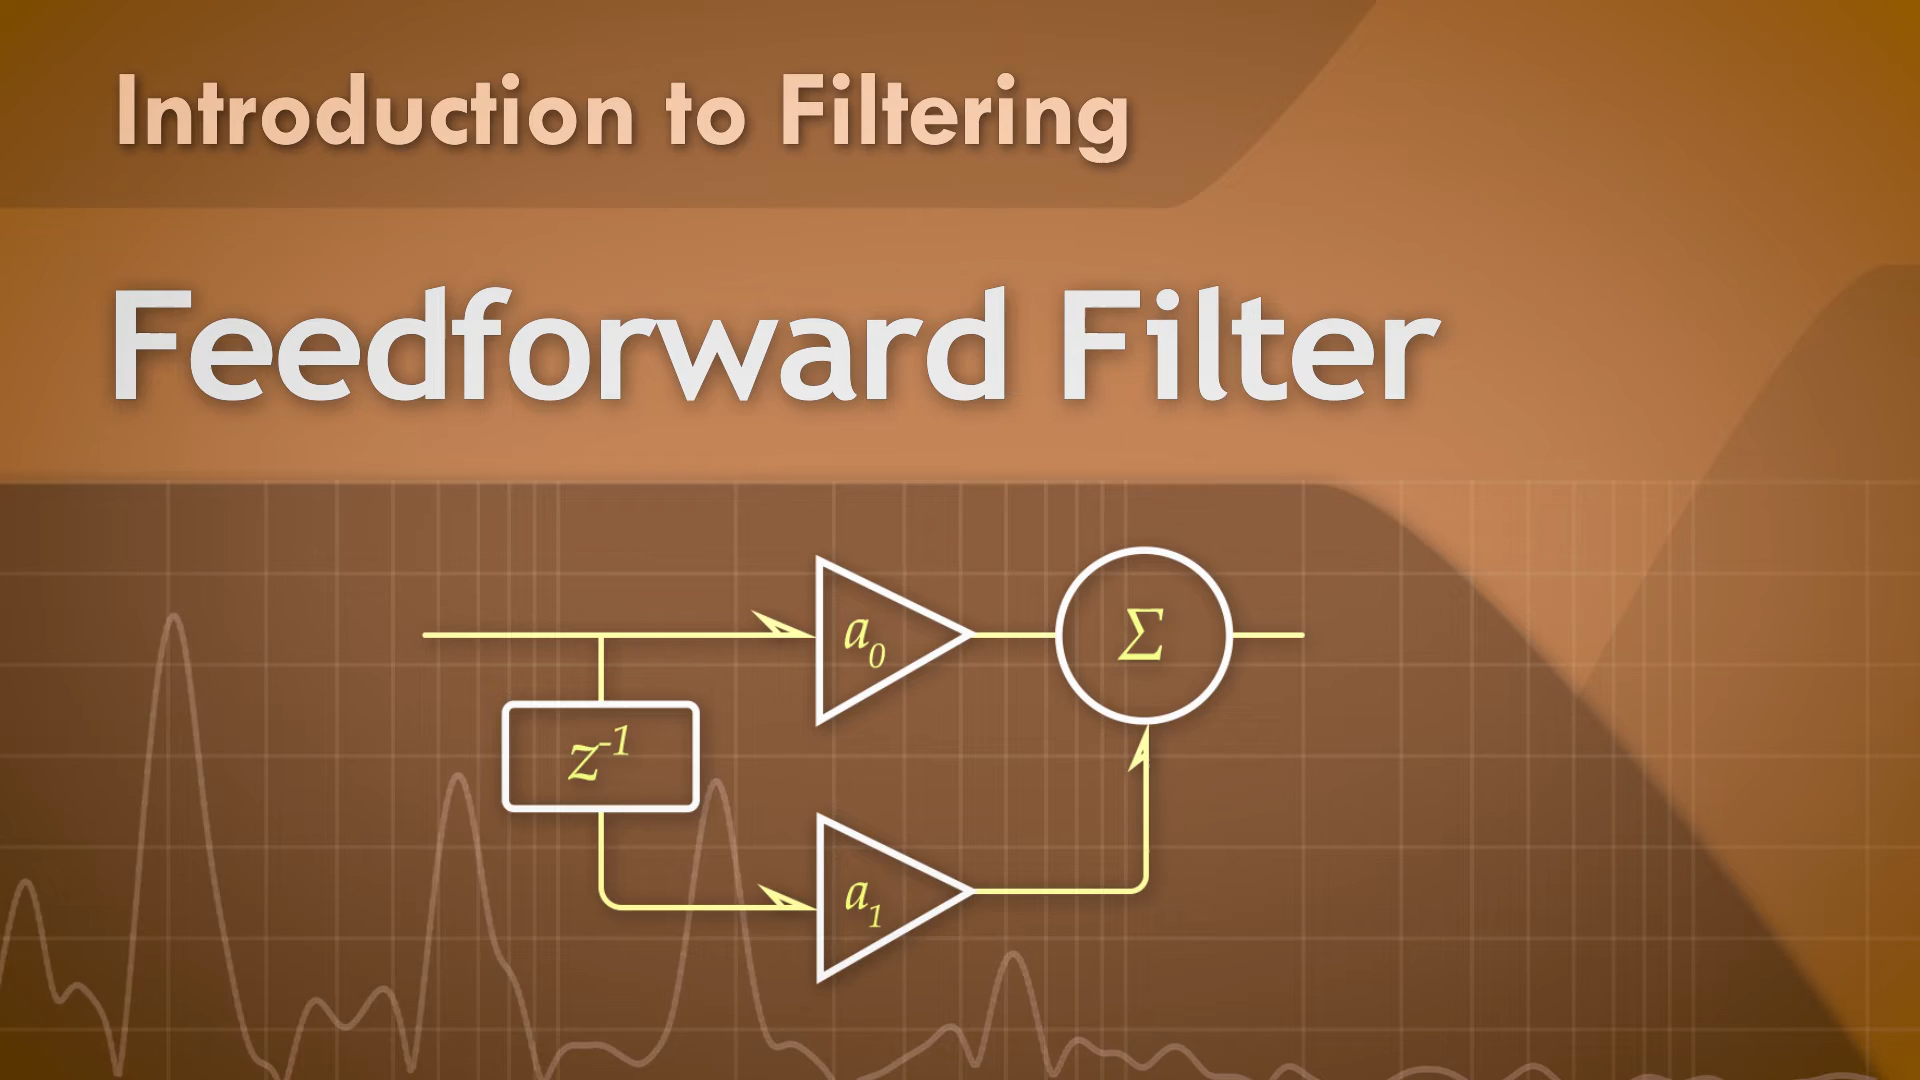 Introduction to Filtering
Feedforward Filter
a₀
Σ
z⁻¹
a₁